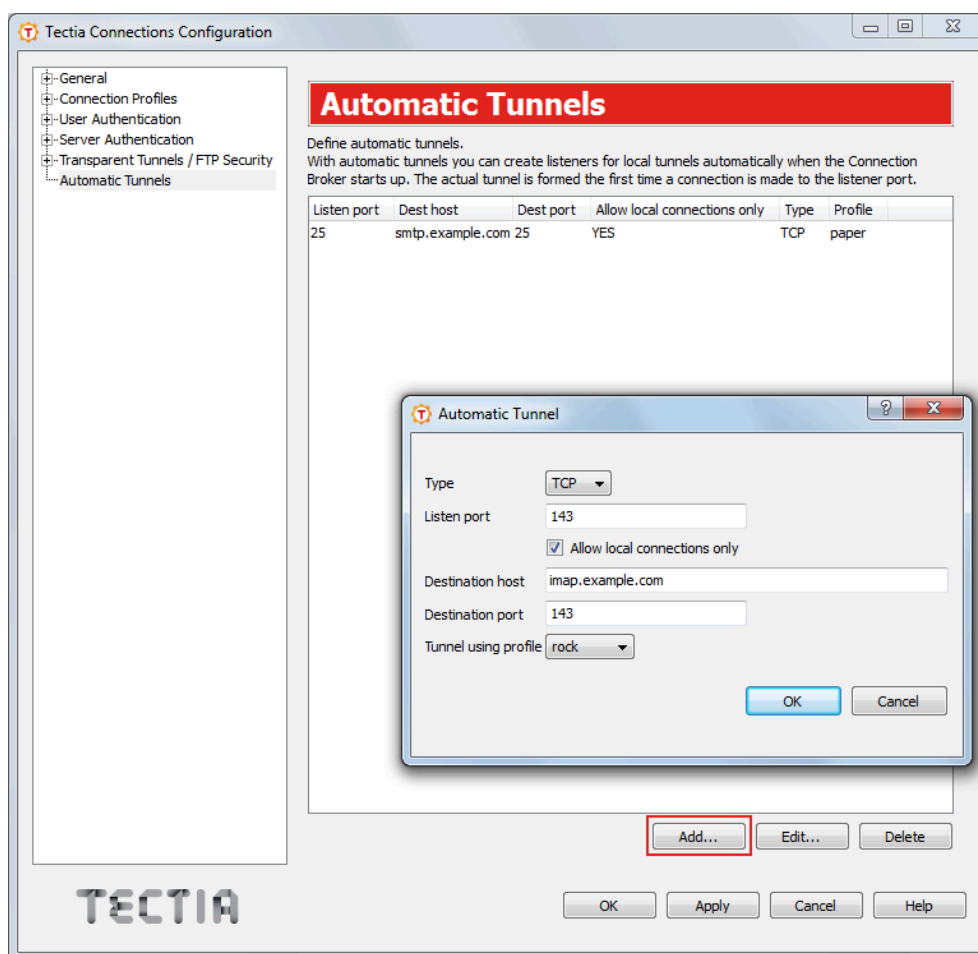 Tectia Connections Configuration
General
Connection Profiles
User Authentication
Server Authentication
Transparent Tunnels / FTP Security
Automatic Tunnels
Automatic Tunnels
Define automatic tunnels.
With automatic tunnels you can create listeners for local tunnels automatically when the Connection
Broker starts up. The actual tunnel is formed the first time a connection is made to the listener port.
Listen port Dest host Dest port Allow local connections only Type Profile
25 smtp.example.com 25 YES TCP paper
Automatic Tunnel
Type TCP
Listen port 143
Allow local connections only
Destination host imap.example.com
Destination port 143
Tunnel using profile rock
OK Cancel
Add... Edit... Delete
TECTIA
OK Apply Cancel Help